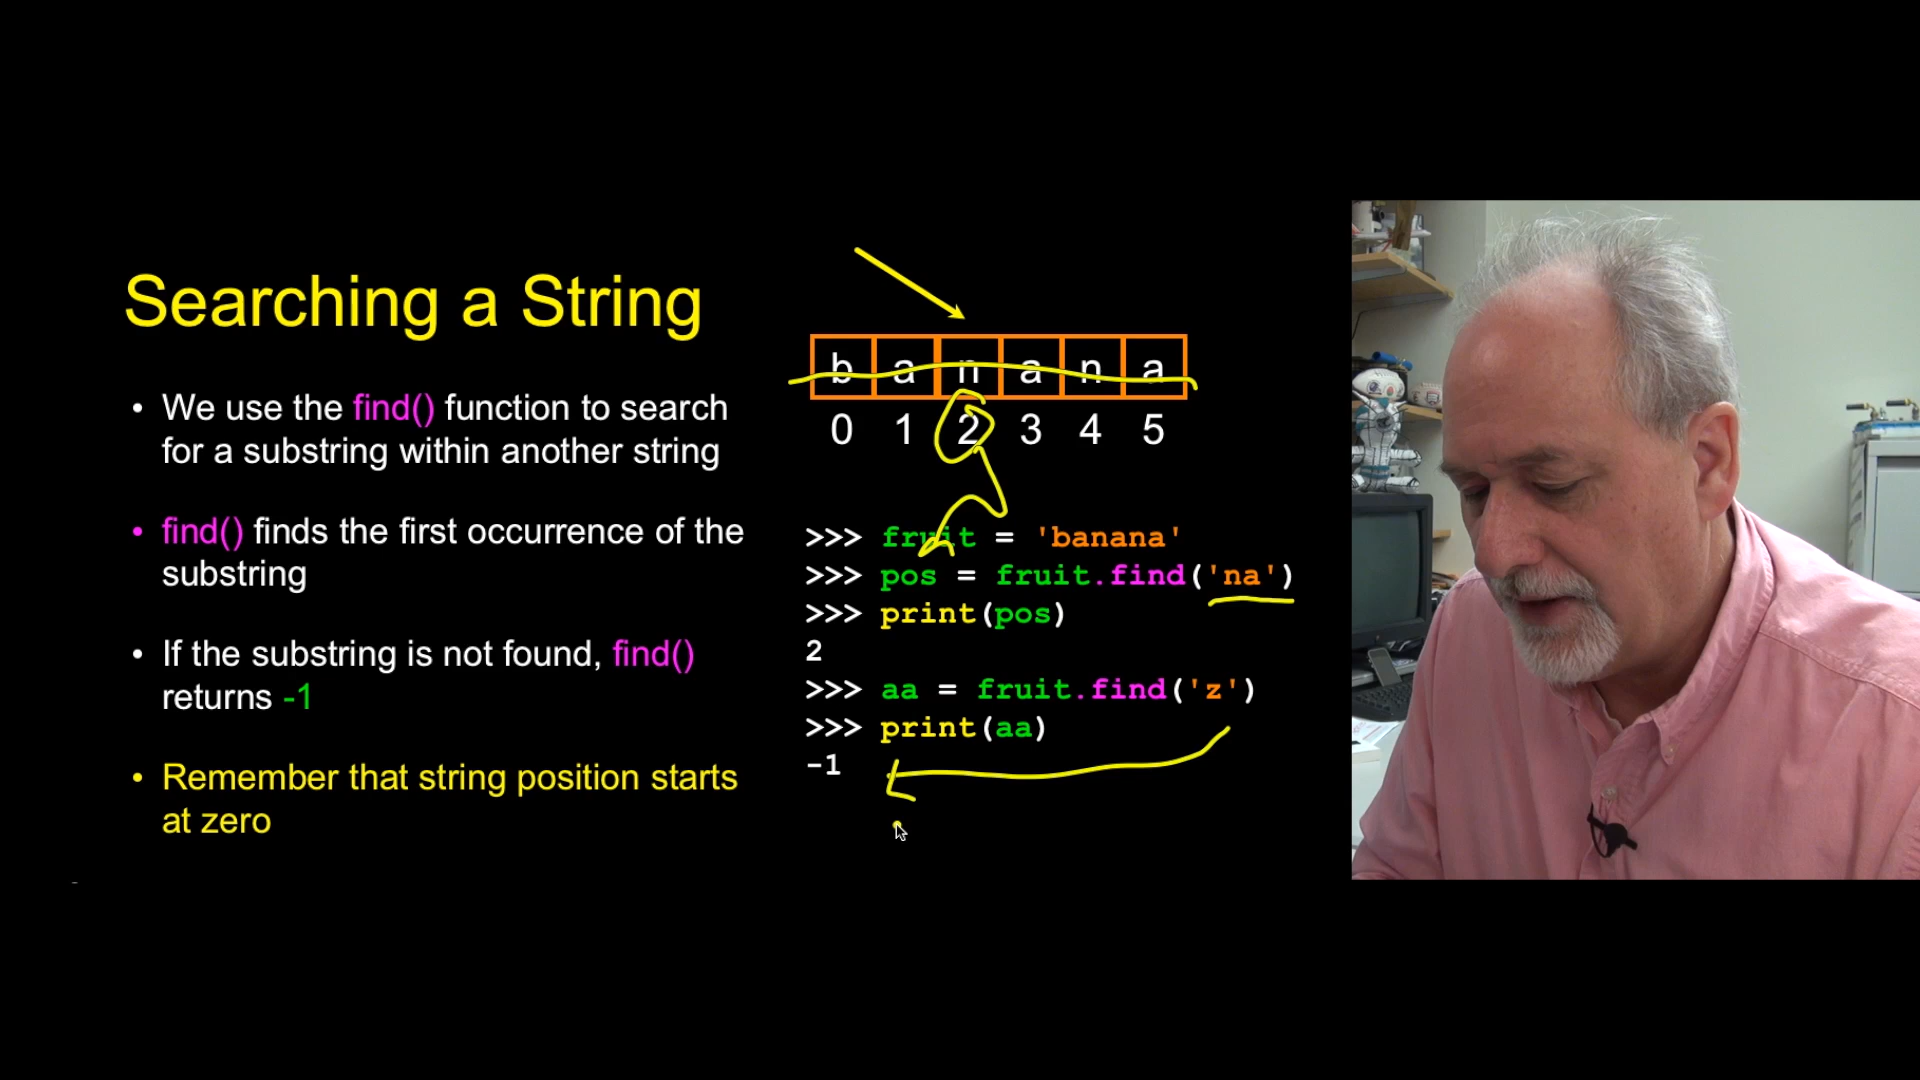 Searching a String
• We use the find() function to search
for a substring within another string
• find() finds the first occurrence of the
substring
• If the substring is not found, find()
returns -1
• Remember that string position starts
at zero
b a n a n a
0 1 2 3 4 5
>>> fruit = 'banana'
>>> pos = fruit.find('na')
>>> print(pos)
2
>>> aa = fruit.find('z')
>>> print(aa)
-1